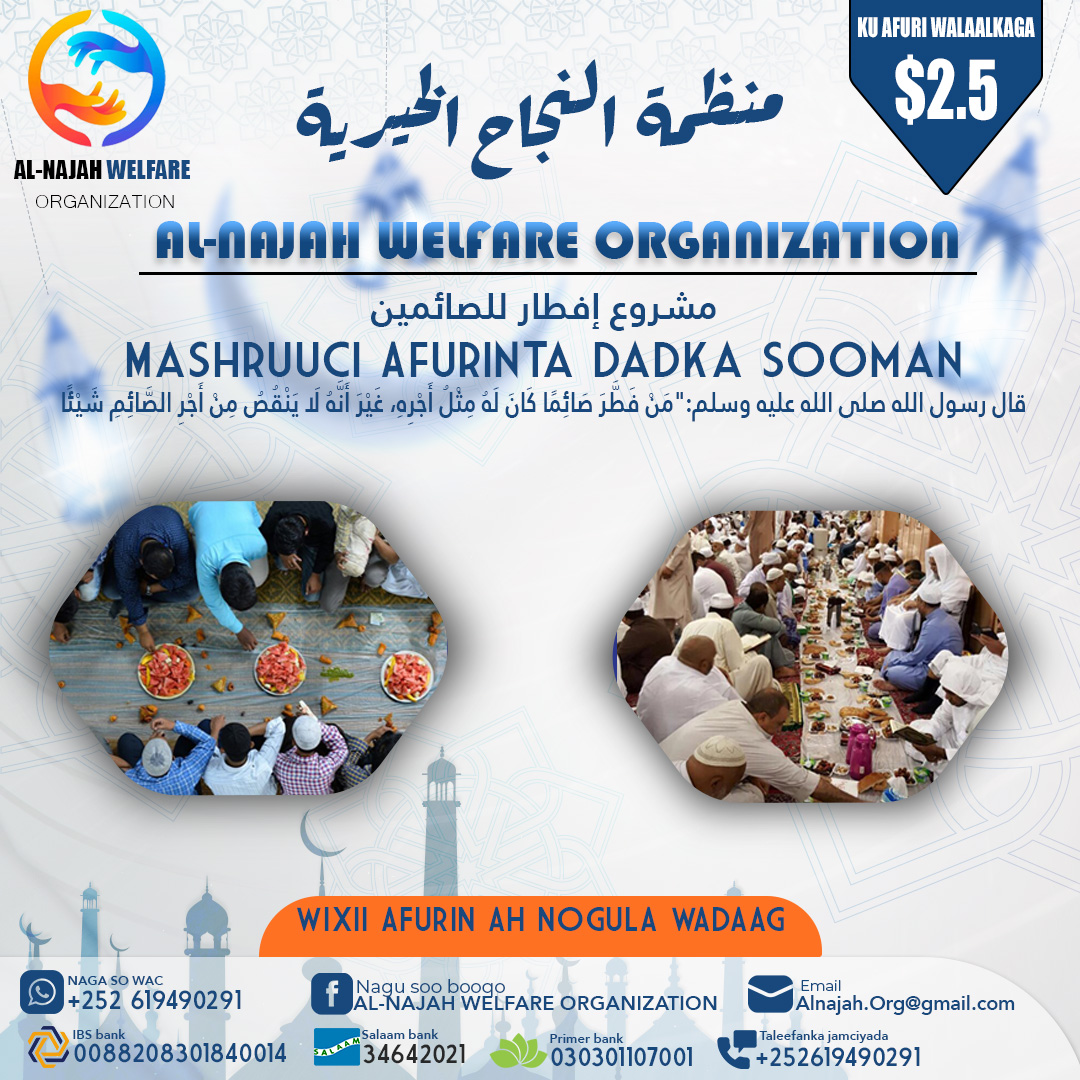 KU AFURI WALAALKAGA
$2.5
AL-NAJAH WELFARE
ORGANIZATION
منظمة النجاح الخيرية
AL-NAJAH WELFARE ORGANIZATION
مشروع إفطار للصائمين
MASHRUUCI AFURINTA DADKA SOOMAN
قال رسول الله صلى الله عليه وسلم:"مَنْ فَطَّرَ صَائِمًا كَانَ لَهُ مِثْلُ أَجْرِهِ، غَيْرَ أَنَّهُ لَا يَنْقُصُ مِنْ أَجْرِ الصَّائِمِ شَيْئًا
WIXII AFURIN AH NOGULA WADAAG
NAGA SO WAC
+252 619490291
Nagu soo booqo
AL-NAJAH WELFARE ORGANIZATION
Email
Alnajah.Org@gmail.com
IBS bank
0088208301840014
SALAAM
Salaam bank
34642021
Primer bank
030301107001
Taleefanka jamciyada
+252619490291